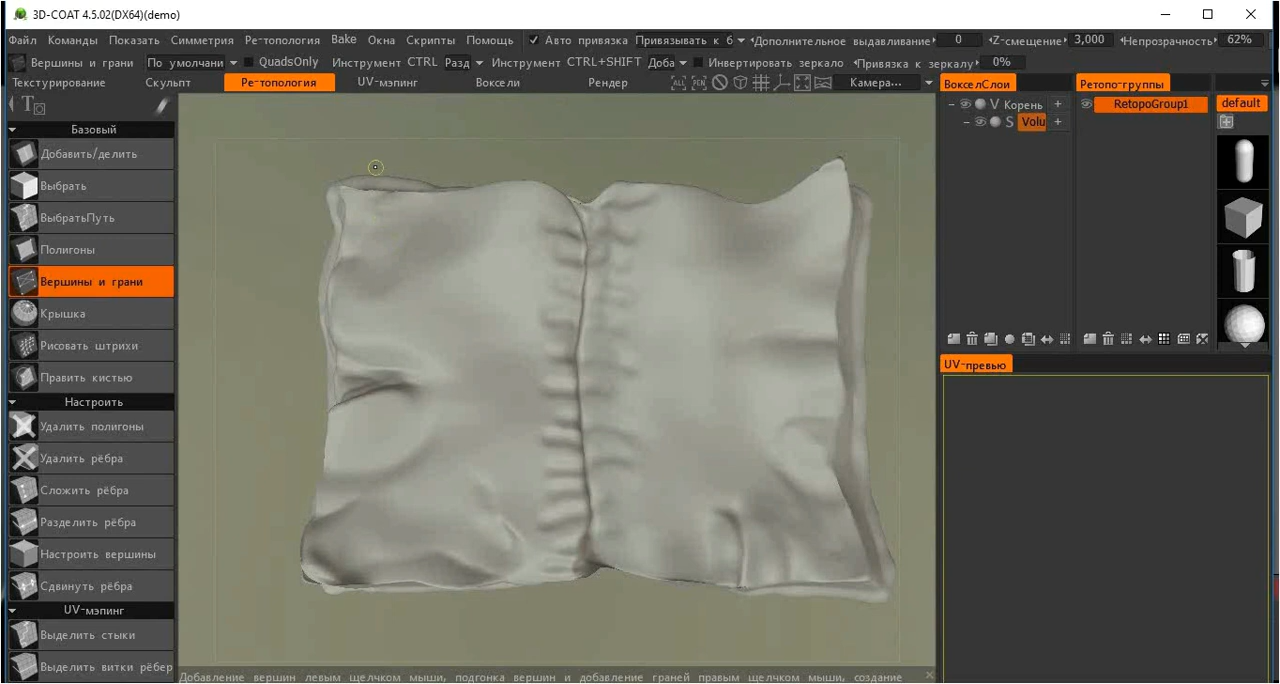 3D-COAT 4.5.02(DX64)(demo)
Файл Команды Показать Симметрия Ре-топология Bake Окна Скрипты Помощь Авто привязка Привязывать к б Дополнительное выдавливание 0 Z-смещение 3,000 Непрозрачность 62%
Вершины и грани По умолчани QuadsOnly Инструмент CTRL Разд Инструмент CTRL+SHIFT Доба Инвертировать зеркало Привязка к зеркалу 0%
Текстурирование Скульпт Ре-топология UV-мэпинг Воксели Рендер Камера...
ВокселСлои
Ретопо-группы
V Корень +
RetopoGroup1
default
S Volu +
Базовый
Добавить/делить
Выбрать
ВыбратьПуть
Полигоны
Вершины и грани
Крышка
Рисовать штрихи
Править кистью
Настроить
Удалить полигоны
Удалить рёбра
Сложить рёбра
Разделить рёбра
Настроить вершины
Сдвинуть рёбра
UV-мэпинг
Выделить стыки
Выделить витки рёбер
UV-превью
Добавление вершин левым щелчком мыши, подгонка вершин и добавление граней правым щелчком мыши, создание